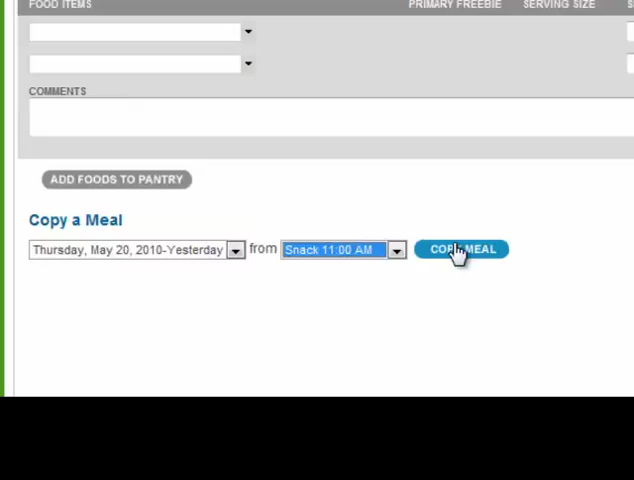 FOOD ITEMS PRIMARY FREEBIE SERVING SIZE S
COMMENTS
ADD FOODS TO PANTRY
Copy a Meal
Thursday, May 20, 2010-Yesterday from Snack 11:00 AM COPY MEAL